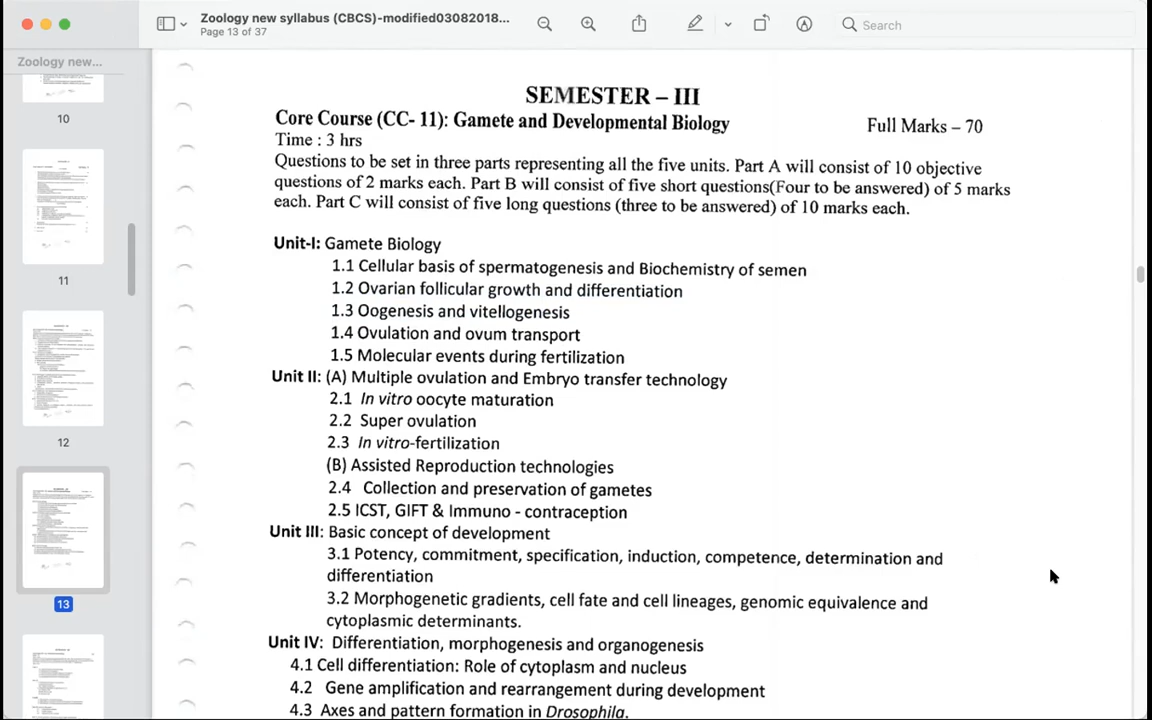 Zoology new syllabus (CBCS)-modified03082018...
Page 13 of 37
Search
Zoology new...
10
11
12
13
SEMESTER – III
Core Course (CC- 11): Gamete and Developmental Biology
Full Marks – 70
Time : 3 hrs
Questions to be set in three parts representing all the five units. Part A will consist of 10 objective
questions of 2 marks each. Part B will consist of five short questions(Four to be answered) of 5 marks
each. Part C will consist of five long questions (three to be answered) of 10 marks each.
Unit-I: Gamete Biology
1.1 Cellular basis of spermatogenesis and Biochemistry of semen
1.2 Ovarian follicular growth and differentiation
1.3 Oogenesis and vitellogenesis
1.4 Ovulation and ovum transport
1.5 Molecular events during fertilization
Unit II: (A) Multiple ovulation and Embryo transfer technology
2.1 In vitro oocyte maturation
2.2 Super ovulation
2.3 In vitro-fertilization
(B) Assisted Reproduction technologies
2.4 Collection and preservation of gametes
2.5 ICST, GIFT & Immuno - contraception
Unit III: Basic concept of development
3.1 Potency, commitment, specification, induction, competence, determination and
differentiation
3.2 Morphogenetic gradients, cell fate and cell lineages, genomic equivalence and
cytoplasmic determinants.
Unit IV: Differentiation, morphogenesis and organogenesis
4.1 Cell differentiation: Role of cytoplasm and nucleus
4.2 Gene amplification and rearrangement during development
4.3 Axes and pattern formation in Drosophila.